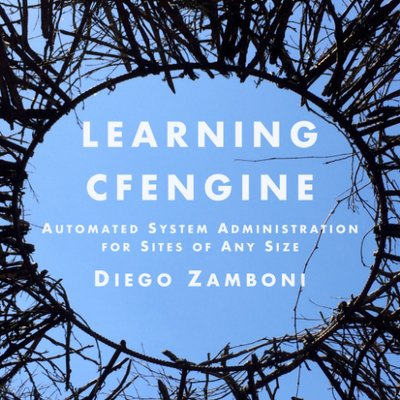 LEARNING
CFENGINE
AUTOMATED SYSTEM ADMINISTRATION
FOR SITES OF ANY SIZE
DIEGO ZAMBONI